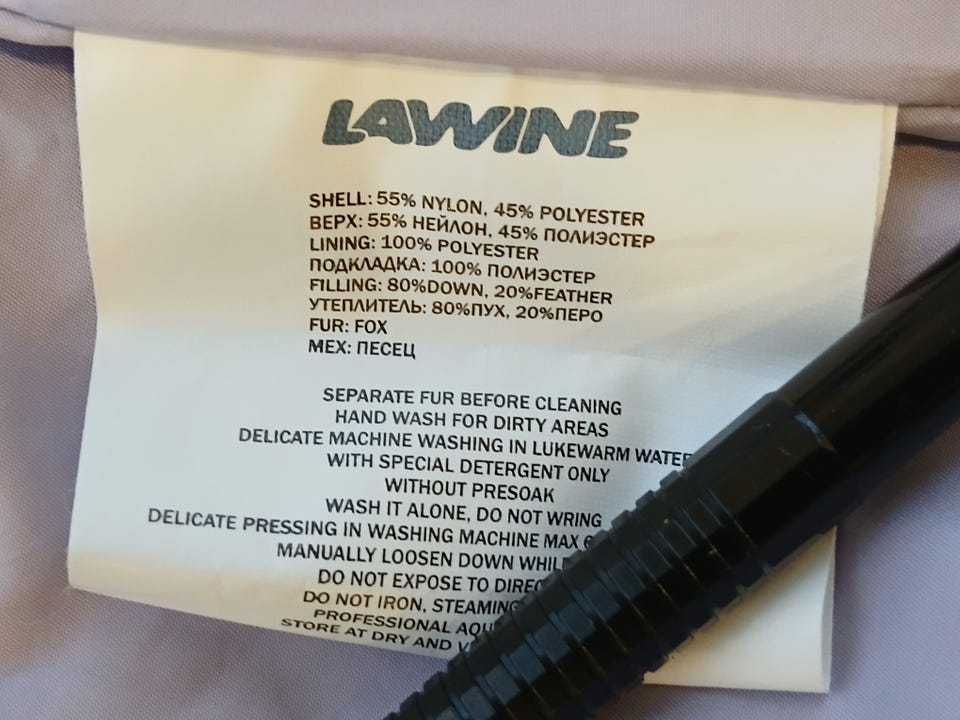 LAWINE
SHELL: 55% NYLON, 45% POLYESTER
ВЕРХ: 55% НЕЙЛОН, 45% ПОЛИЭСТЕР
LINING: 100% POLYESTER
ПОДКЛАДКА: 100% ПОЛИЭСТЕР
FILLING: 80%DOWN, 20%FEATHER
УТЕПЛИТЕЛЬ: 80%ПУХ, 20%ПЕРО
FUR: FOX
МЕХ: ПЕСЕЦ
SEPARATE FUR BEFORE CLEANING
HAND WASH FOR DIRTY AREAS
DELICATE MACHINE WASHING IN LUKEWARM WATER
WITH SPECIAL DETERGENT ONLY
WITHOUT PRESOAK
WASH IT ALONE, DO NOT WRING
DELICATE PRESSING IN WASHING MACHINE MAX
MANUALLY LOOSEN DOWN
DO NOT EXPOSE TO
DO NOT IRON, STEAMING
PROFESSIONAL
STORE AT DRY AND